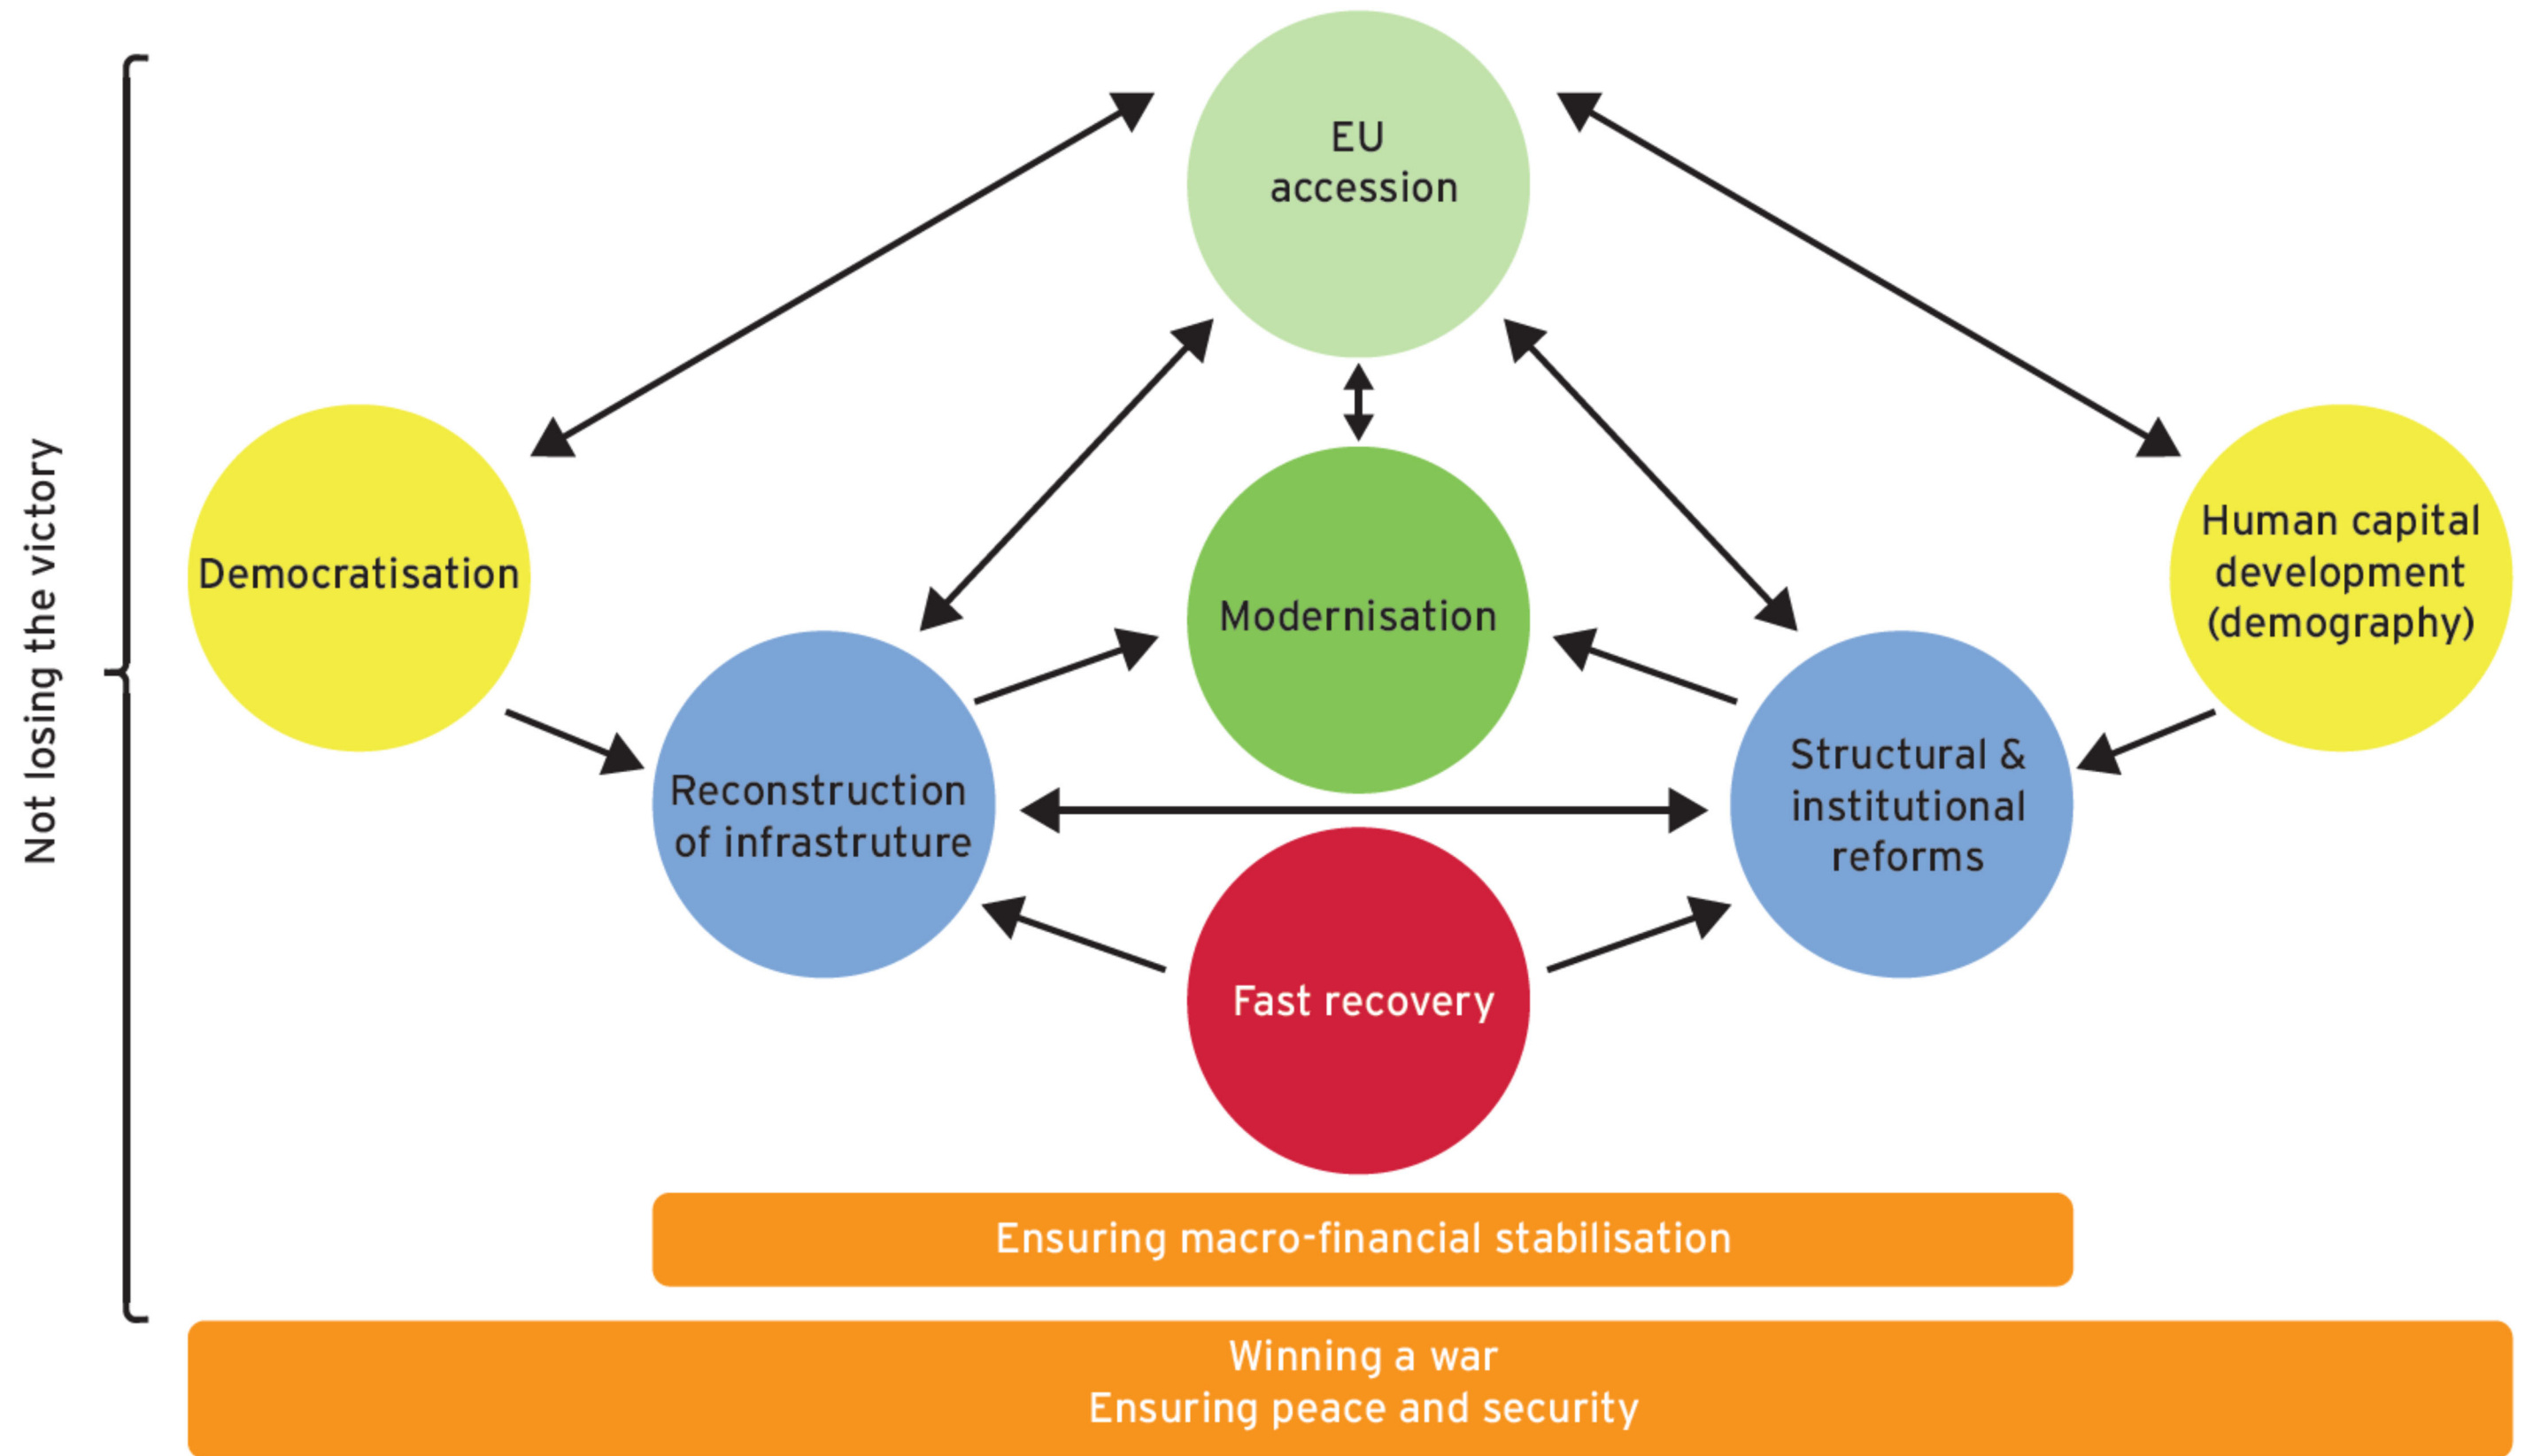 EU
accession
Not losing the victory
Democratisation
Modernisation
Human capital
development
(demography)
Reconstruction
of infrastruture
Structural &
institutional
reforms
Fast recovery
Ensuring macro-financial stabilisation
Winning a war
Ensuring peace and security